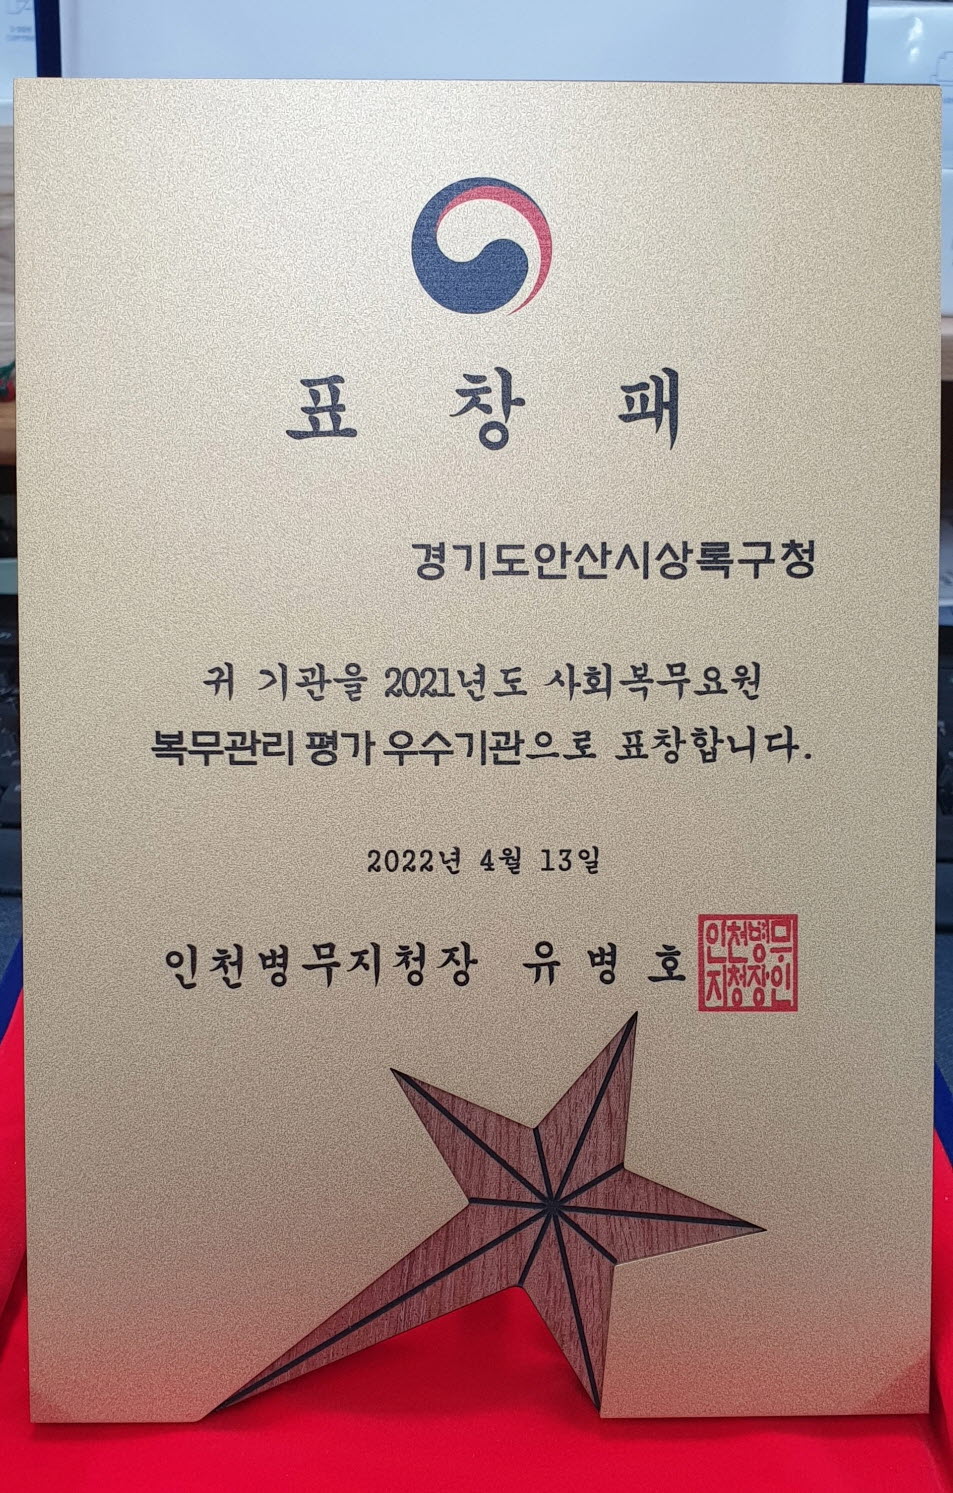 표 창 패
경기도안산시상록구청
귀 기관을 2021년도 사회복무요원
복무관리 평가 우수기관으로 표창합니다.
2022년 4월 13일
인천병무지청장 유 병 호
인천병무
지청장인